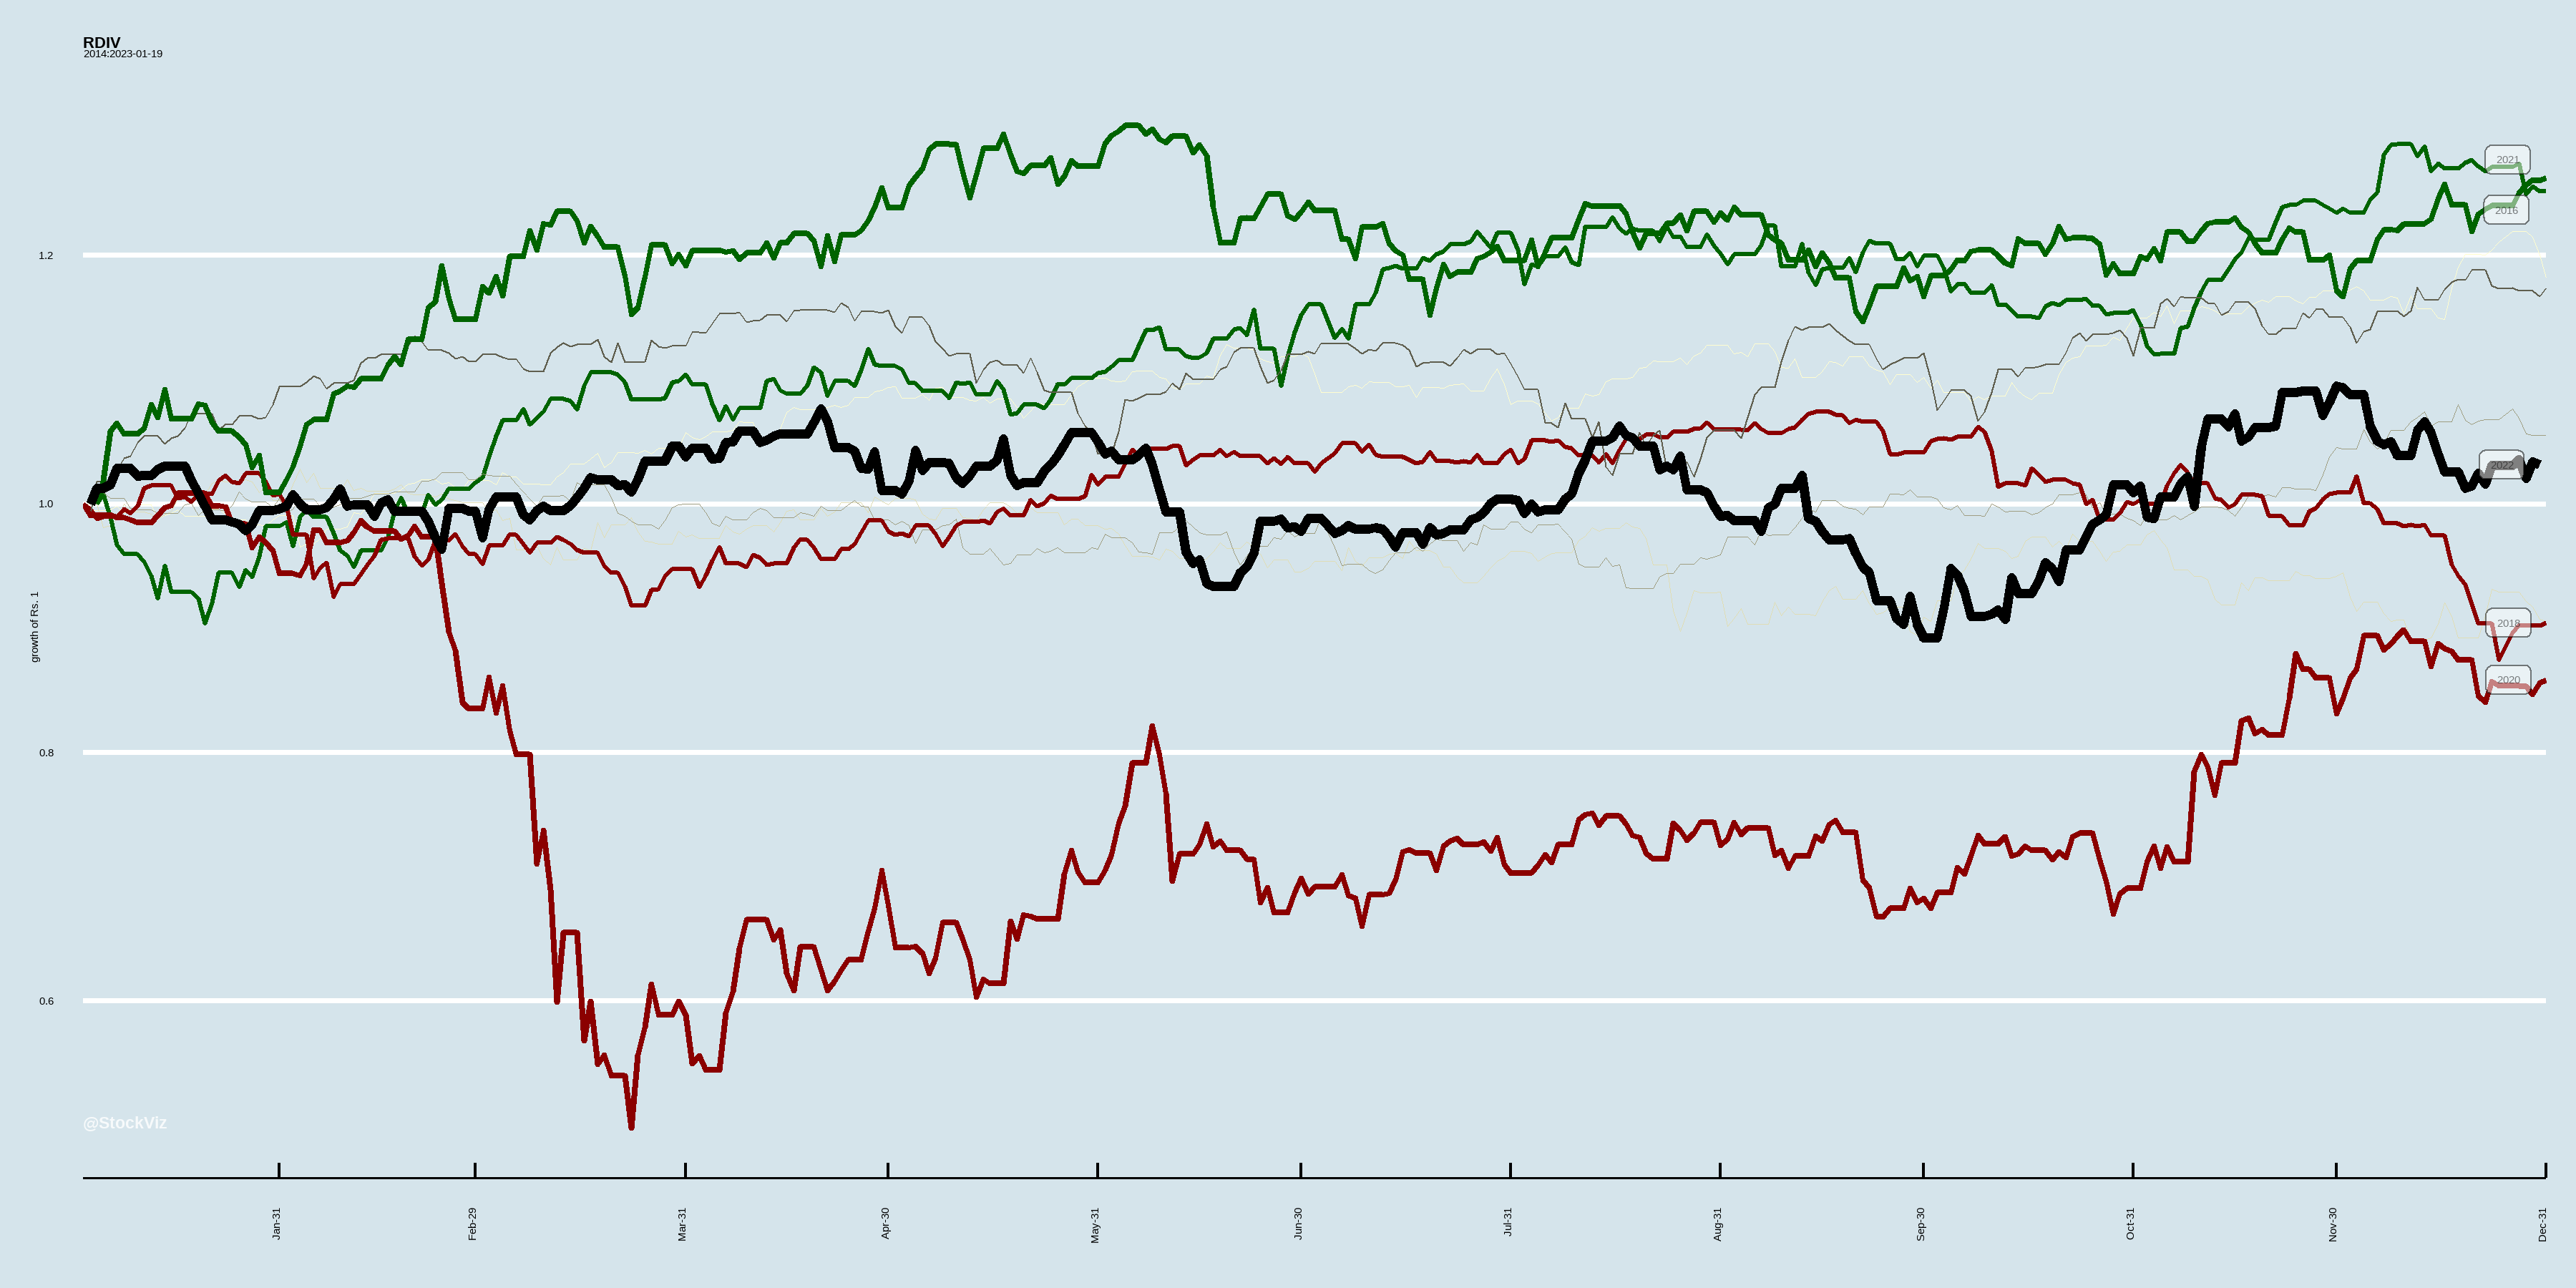 RDIV
2014:2023-01-19
1.2
1.0
0.8
0.6
growth of Rs. 1
2021
2016
2022
2018
2020
@StockViz
Jan-31
Feb-29
Mar-31
Apr-30
May-31
Jun-30
Jul-31
Aug-31
Sep-30
Oct-31
Nov-30
Dec-31